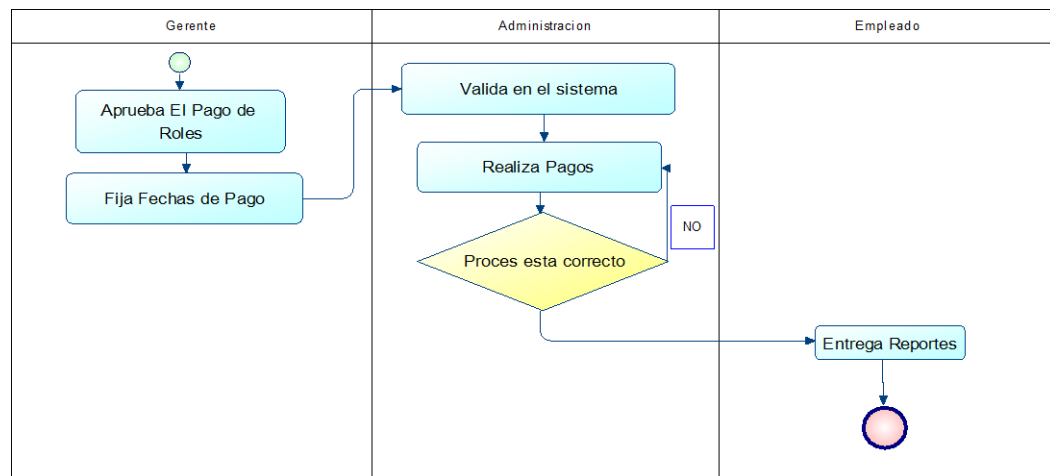 Gerente
Administracion
Empleado
Aprueba El Pago de
Roles
Fija Fechas de Pago
Valida en el sistema
Realiza Pagos
NO
Proces esta correcto
Entrega Reportes